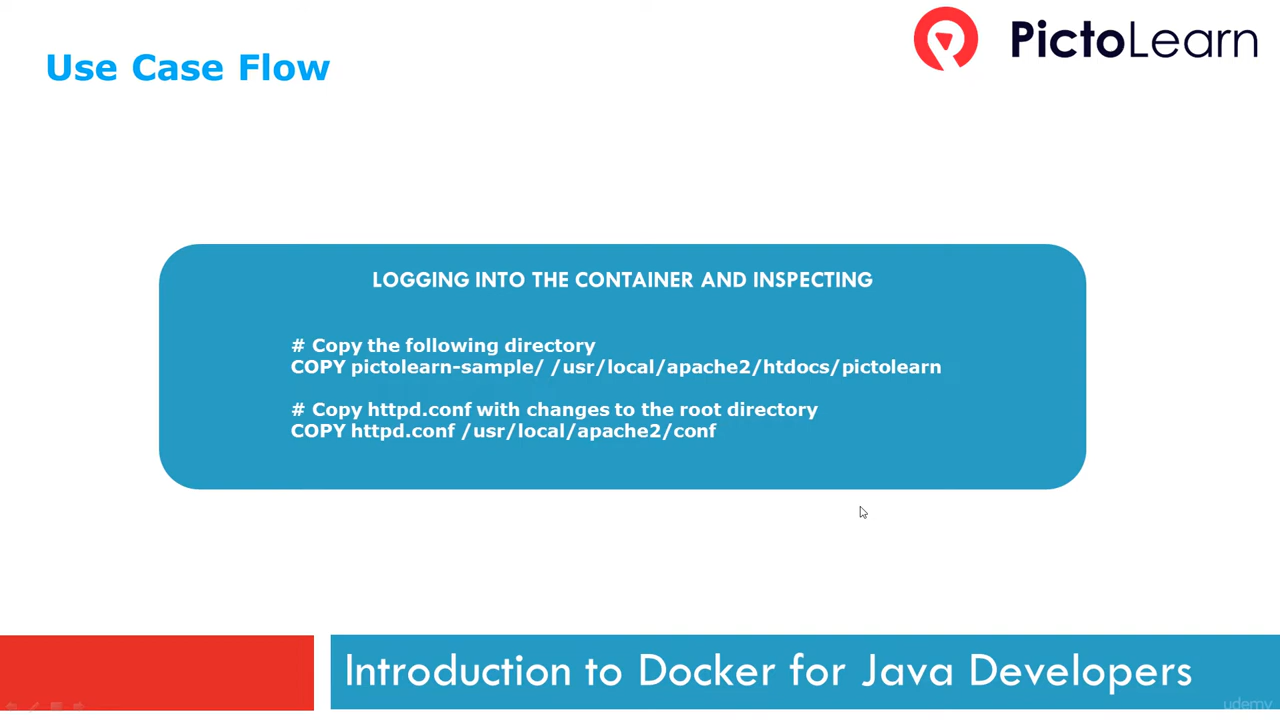 PictoLearn
Use Case Flow
LOGGING INTO THE CONTAINER AND INSPECTING
# Copy the following directory
COPY pictolearn-sample/ /usr/local/apache2/htdocs/pictolearn
# Copy httpd.conf with changes to the root directory
COPY httpd.conf /usr/local/apache2/conf
Introduction to Docker for Java Developers
udemy